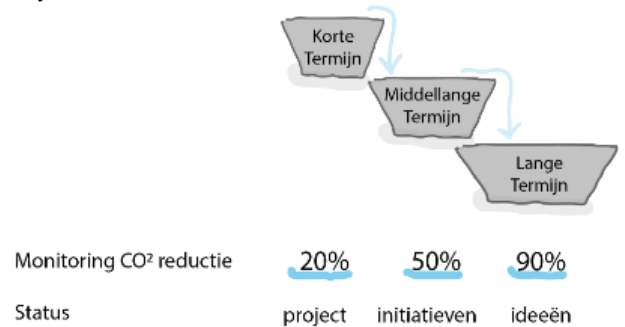 Korte
Termijn
Middellange
Termijn
Lange
Termijn
Monitoring CO² reductie 20% 50% 90%
Status project initiatieven ideeën